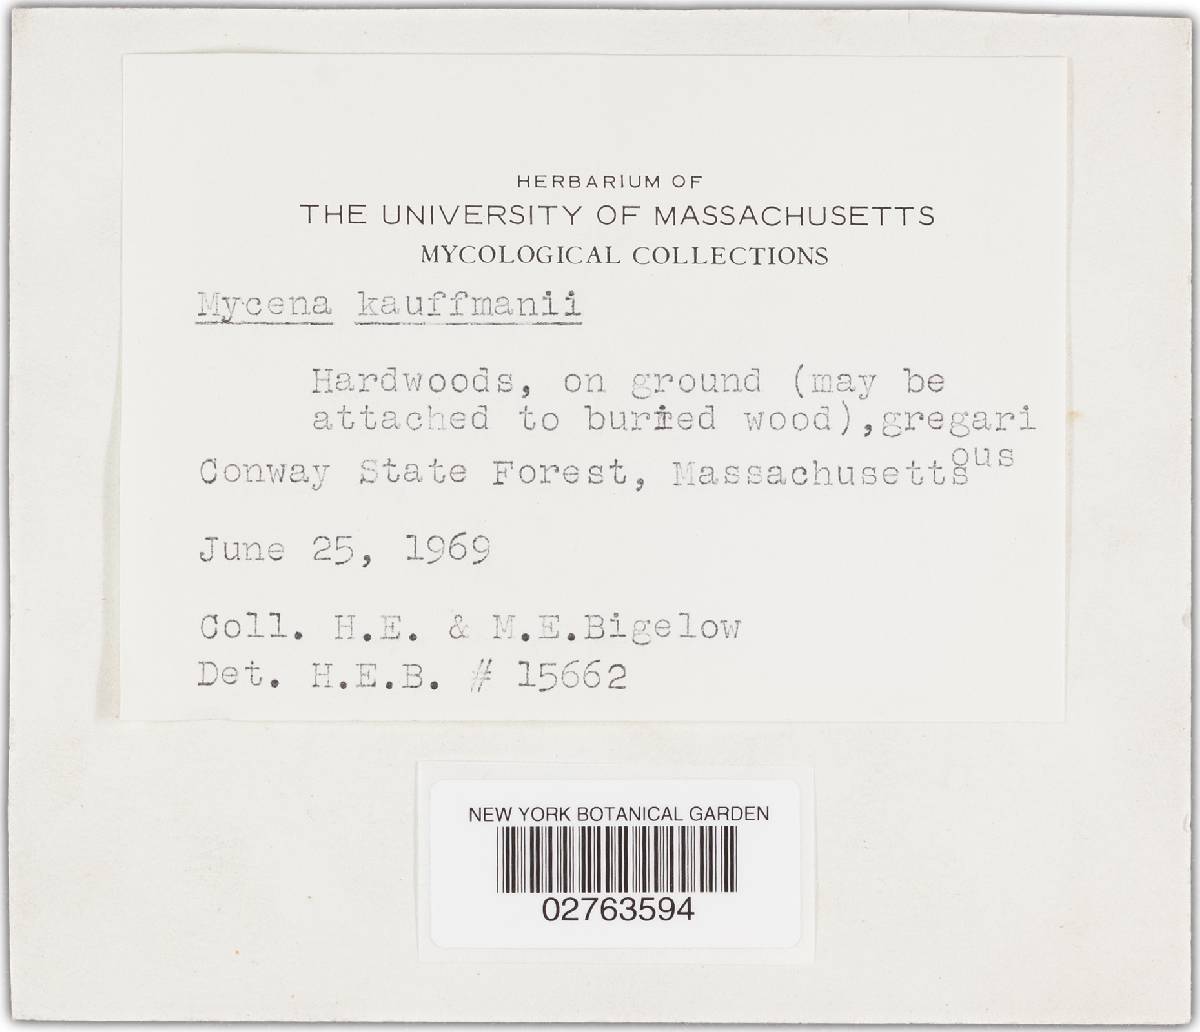 HERBARIUM OF
THE UNIVERSITY OF MASSACHUSETTS
MYCOLOGICAL COLLECTIONS
Mycena kauffmanii
Hardwoods, on ground (may be
attached to buried wood),gregari
ous
Conway State Forest, Massachusetts
June 25, 1969
Coll. H.E. & M.E.Bigelow
Det. H.E.B. # 15662
NEW YORK BOTANICAL GARDEN
02763594